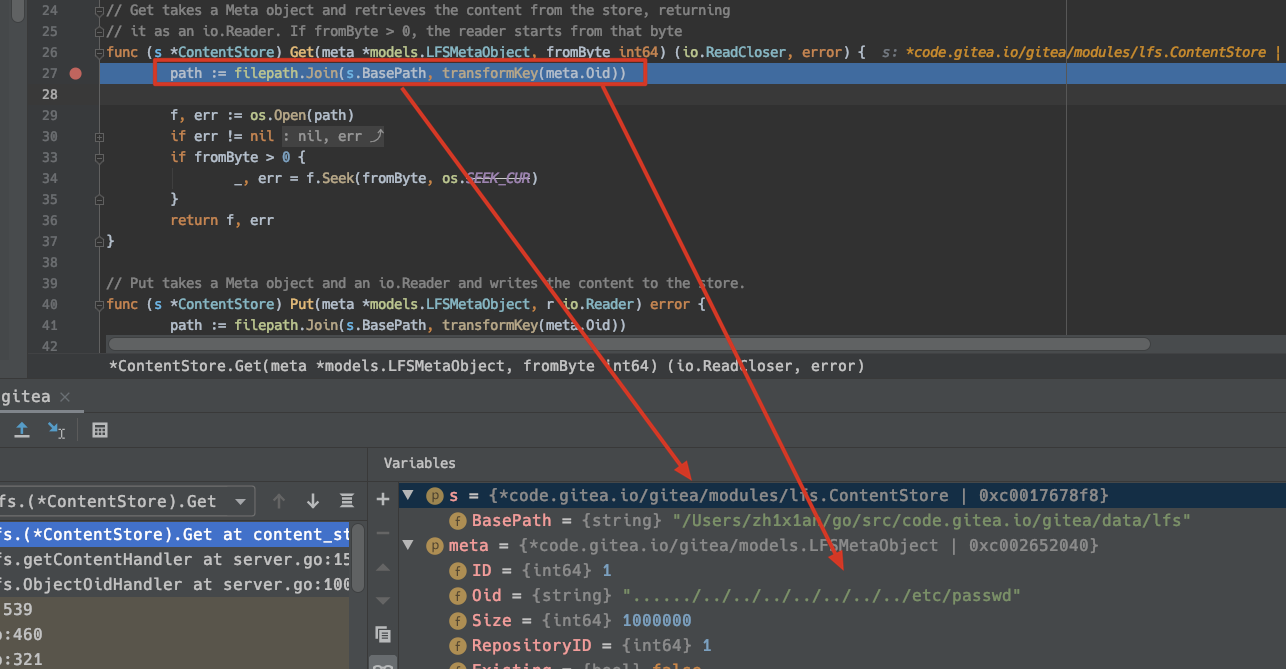 24 // Get takes a Meta object and retrieves the content from the store, returning
25 // it as an io.Reader. If fromByte > 0, the reader starts from that byte
26 func (s *ContentStore) Get(meta *models.LFSMetaObject, fromByte int64) (io.ReadCloser, error) { s: *code.gitea.io/gitea/modules/lfs.ContentStore |
27 path := filepath.Join(s.BasePath, transformKey(meta.Oid))
28
29 f, err := os.Open(path)
30 if err != nil : nil, err
33 if fromByte > 0 {
34 _, err = f.Seek(fromByte, os.SEEK_CUR)
35 }
36 return f, err
37 }
38
39 // Put takes a Meta object and an io.Reader and writes the content to the store.
40 func (s *ContentStore) Put(meta *models.LFSMetaObject, r io.Reader) error {
41 path := filepath.Join(s.BasePath, transformKey(meta.Oid))
42
*ContentStore.Get(meta *models.LFSMetaObject, fromByte int64) (io.ReadCloser, error)
gitea
Variables
fs.(*ContentStore).Get
s = {*code.gitea.io/gitea/modules/lfs.ContentStore | 0xc0017678f8}
BasePath = {string} "/Users/zh1x1an/go/src/code.gitea.io/gitea/data/lfs"
fs.(*ContentStore).Get at content_st
meta = {*code.gitea.io/gitea/models.LFSMetaObject | 0xc002652040}
fs.getContentHandler at server.go:15
ID = {int64} 1
fs.ObjectOidHandler at server.go:100
Oid = {string} "....../../../../../../../../etc/passwd"
:539
Size = {int64} 1000000
o:460
RepositoryID = {int64} 1
o:321
Existing = {bool} false